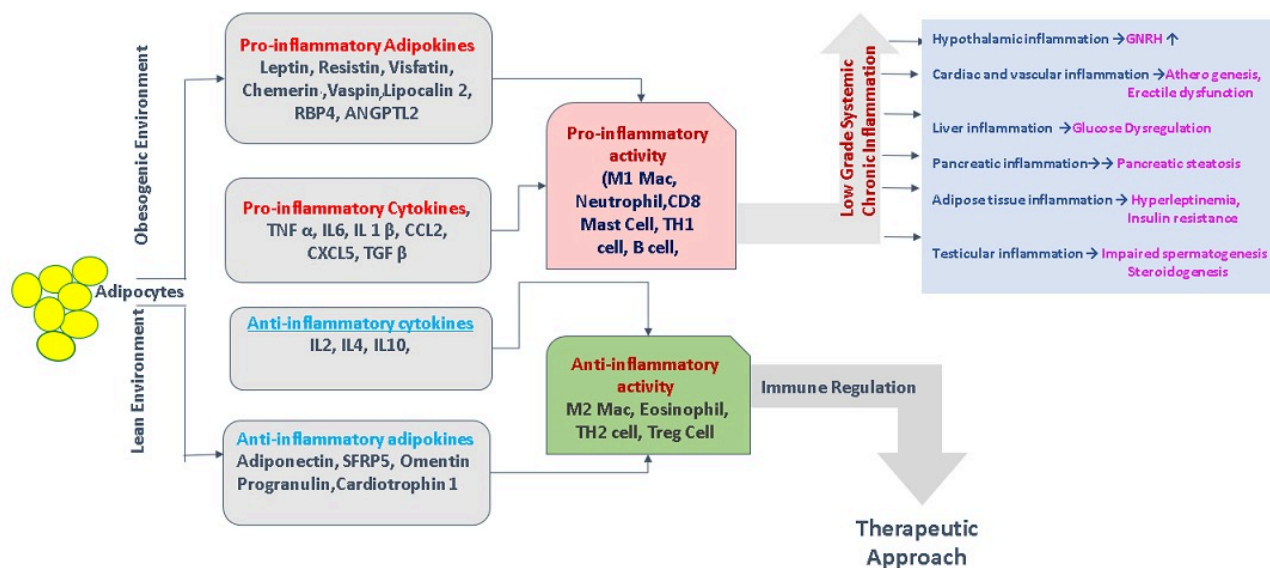 Obesogenic Environment
Lean Environment
Adipocytes
Pro-inflammatory Adipokines
Leptin, Resistin, Visfatin,
Chemerin ,Vaspin,Lipocalin 2,
RBP4, ANGPTL2
Pro-inflammatory Cytokines,
TNF α, IL6, IL 1 β, CCL2,
CXCL5, TGF β
Anti-inflammatory cytokines
IL2, IL4, IL10,
Anti-inflammatory adipokines
Adiponectin, SFRP5, Omentin
Progranulin,Cardiotrophin 1
Pro-inflammatory
activity
(M1 Mac,
Neutrophil,CD8
Mast Cell, TH1
cell, B cell,
Anti-inflammatory
activity
M2 Mac, Eosinophil,
TH2 cell, Treg Cell
Low Grade Systemic
Chronic Inflammation
Hypothalamic inflammation → GNRH ↑
Cardiac and vascular inflammation → Athero genesis,
Erectile dysfunction
Liver inflammation → Glucose Dysregulation
Pancreatic inflammation→→ Pancreatic steatosis
Adipose tissue inflammation → Hyperleptinemia,
Insulin resistance
Testicular inflammation → Impaired spermatogenesis
Steroidogenesis
Immune Regulation
Therapeutic
Approach